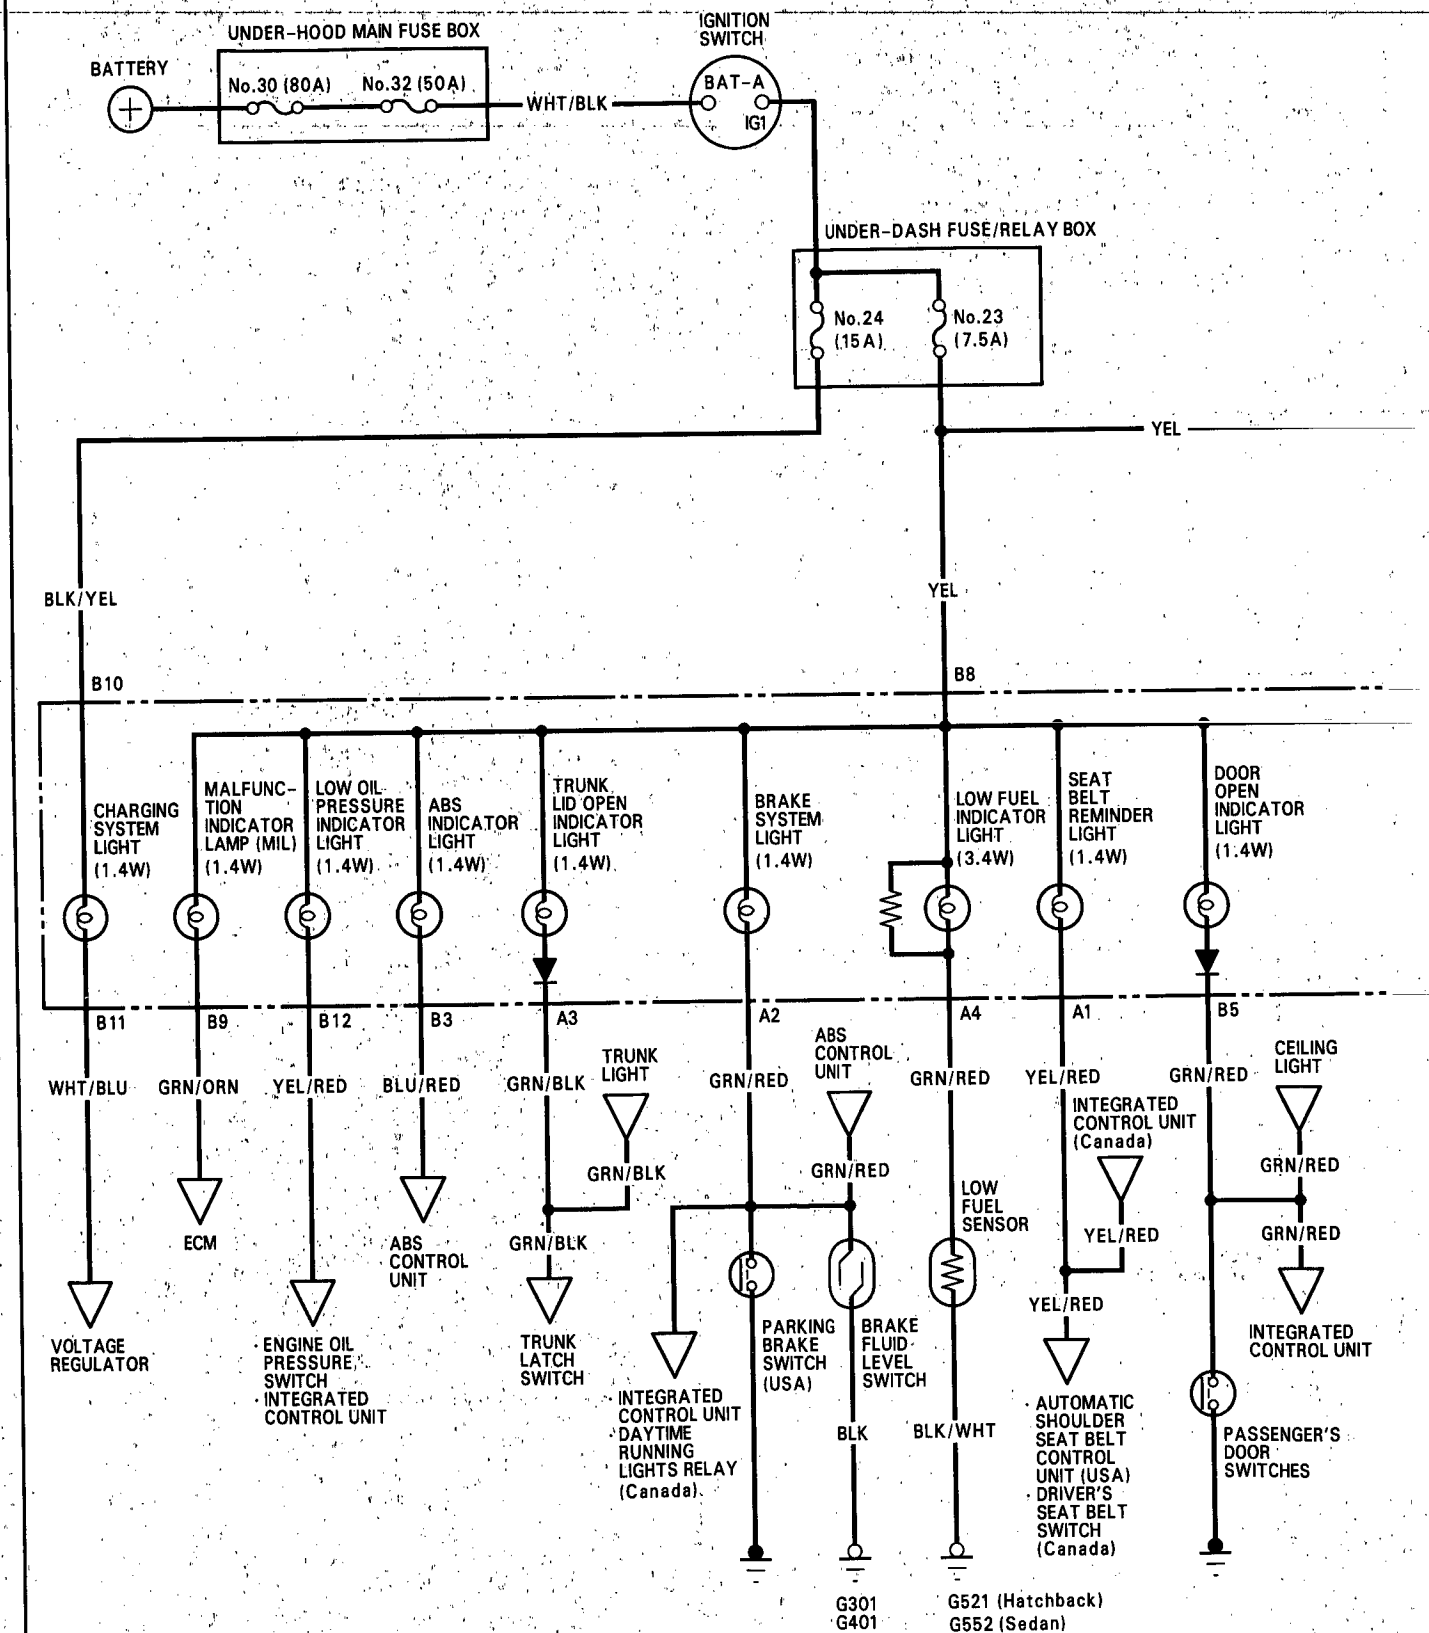 UNDER-HOOD MAIN FUSE BOX
IGNITION
SWITCH
BATTERY
No.30 (80A)
No.32 (50A)
WHT/BLK
BAT-A
IG1
UNDER-DASH FUSE/RELAY BOX
No.24
(15A)
No.23
(7.5A)
YEL
BLK/YEL
YEL
B10
B8
CHARGING
SYSTEM
LIGHT
(1.4W)
MALFUNC-
TION
INDICATOR
LAMP (MIL)
(1.4W)
LOW OIL
PRESSURE
INDICATOR
LIGHT
(1.4W)
ABS
INDICATOR
LIGHT
(1.4W)
TRUNK
LID OPEN
INDICATOR
LIGHT
(1.4W)
BRAKE
SYSTEM
LIGHT
(1.4W)
LOW FUEL
INDICATOR
LIGHT
(3.4W)
SEAT
BELT
REMINDER
LIGHT
(1.4W)
DOOR
OPEN
INDICATOR
LIGHT
(1.4W)
B11
B9
B12
B3
A3
A2
A4
A1
B5
WHT/BLU
GRN/ORN
YEL/RED
BLU/RED
GRN/BLK
TRUNK
LIGHT
GRN/RED
ABS
CONTROL
UNIT
GRN/RED
YEL/RED
GRN/RED
CEILING
LIGHT
INTEGRATED
CONTROL UNIT
(Canada)
GRN/BLK
GRN/RED
LOW
FUEL
SENSOR
GRN/RED
ECM
ABS
CONTROL
UNIT
GRN/BLK
YEL/RED
GRN/RED
YEL/RED
VOLTAGE
REGULATOR
· ENGINE OIL
PRESSURE
SWITCH
· INTEGRATED
CONTROL UNIT
TRUNK
LATCH
SWITCH
· INTEGRATED
CONTROL UNIT
· DAYTIME
RUNNING
LIGHTS RELAY
(Canada)
PARKING
BRAKE
SWITCH
(USA)
BRAKE
FLUID
LEVEL
SWITCH
INTEGRATED
CONTROL UNIT
BLK
BLK/WHT
· AUTOMATIC
SHOULDER
SEAT BELT
CONTROL
UNIT (USA)
· DRIVER'S
SEAT BELT
SWITCH
(Canada)
PASSENGER'S
DOOR
SWITCHES
G301
G401
G521 (Hatchback)
G552 (Sedan)